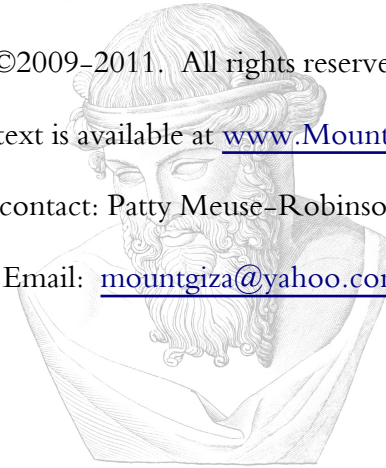 ©2009–2011. All rights reserve
text is available at www.Mount
contact: Patty Meuse-Robinso
Email: mountgiza@yahoo.co